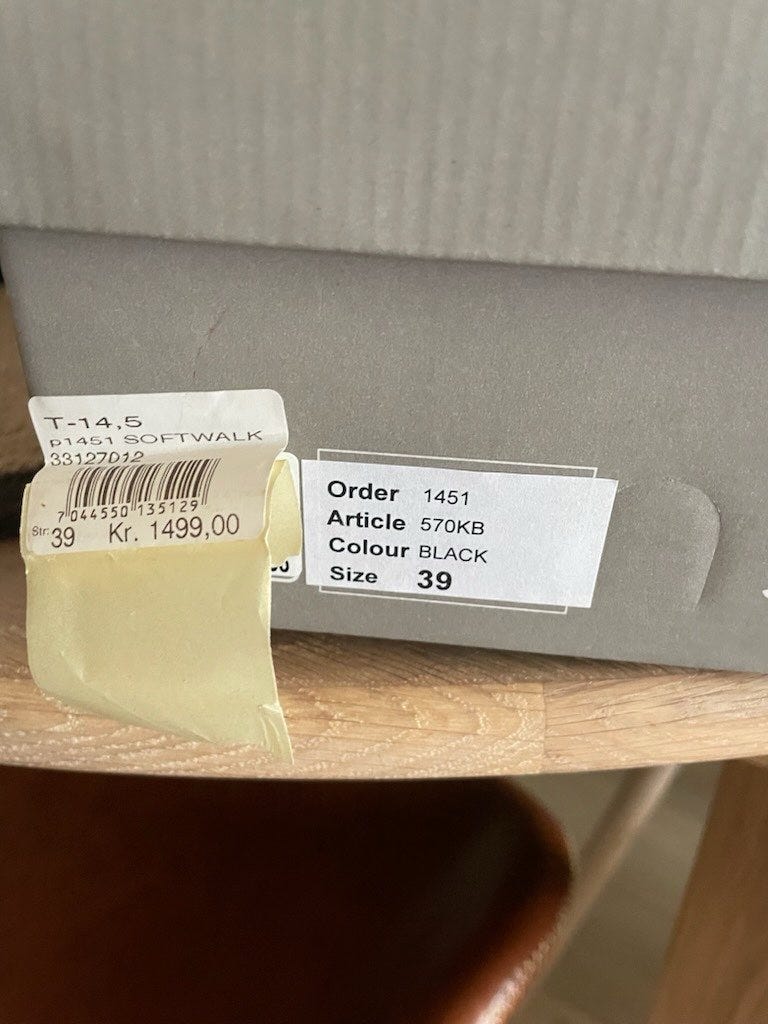 T-14,5
p1451 SOFTWALK
33127012
7 044550 135129
Str: 39 Kr. 1499,00
Order 1451
Article 570KB
Colour BLACK
Size 39